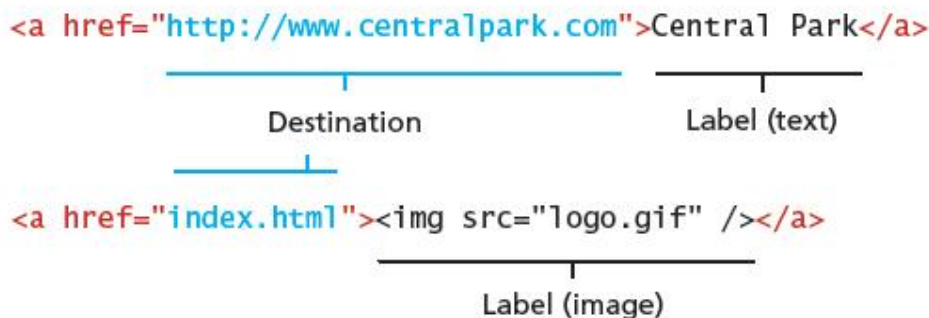 <a href="http://www.centralpark.com">Central Park</a>
Destination Label (text)
<a href="index.html"><img src="logo.gif" /></a>
Label (image)